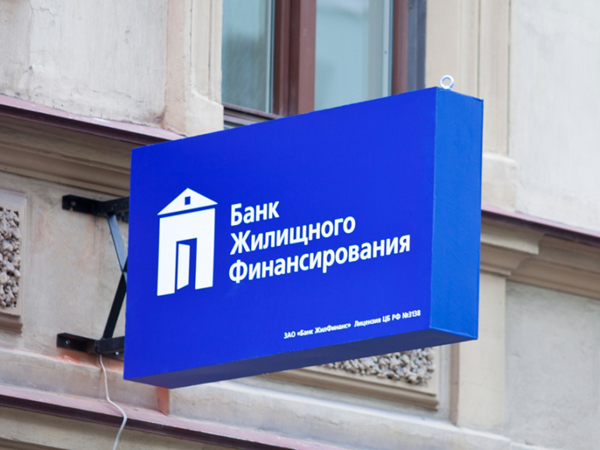 Банк
Жилищного
Финансирования
ЗАО «Банк ЖилФинанс» Лицензия ЦБ РФ №3138